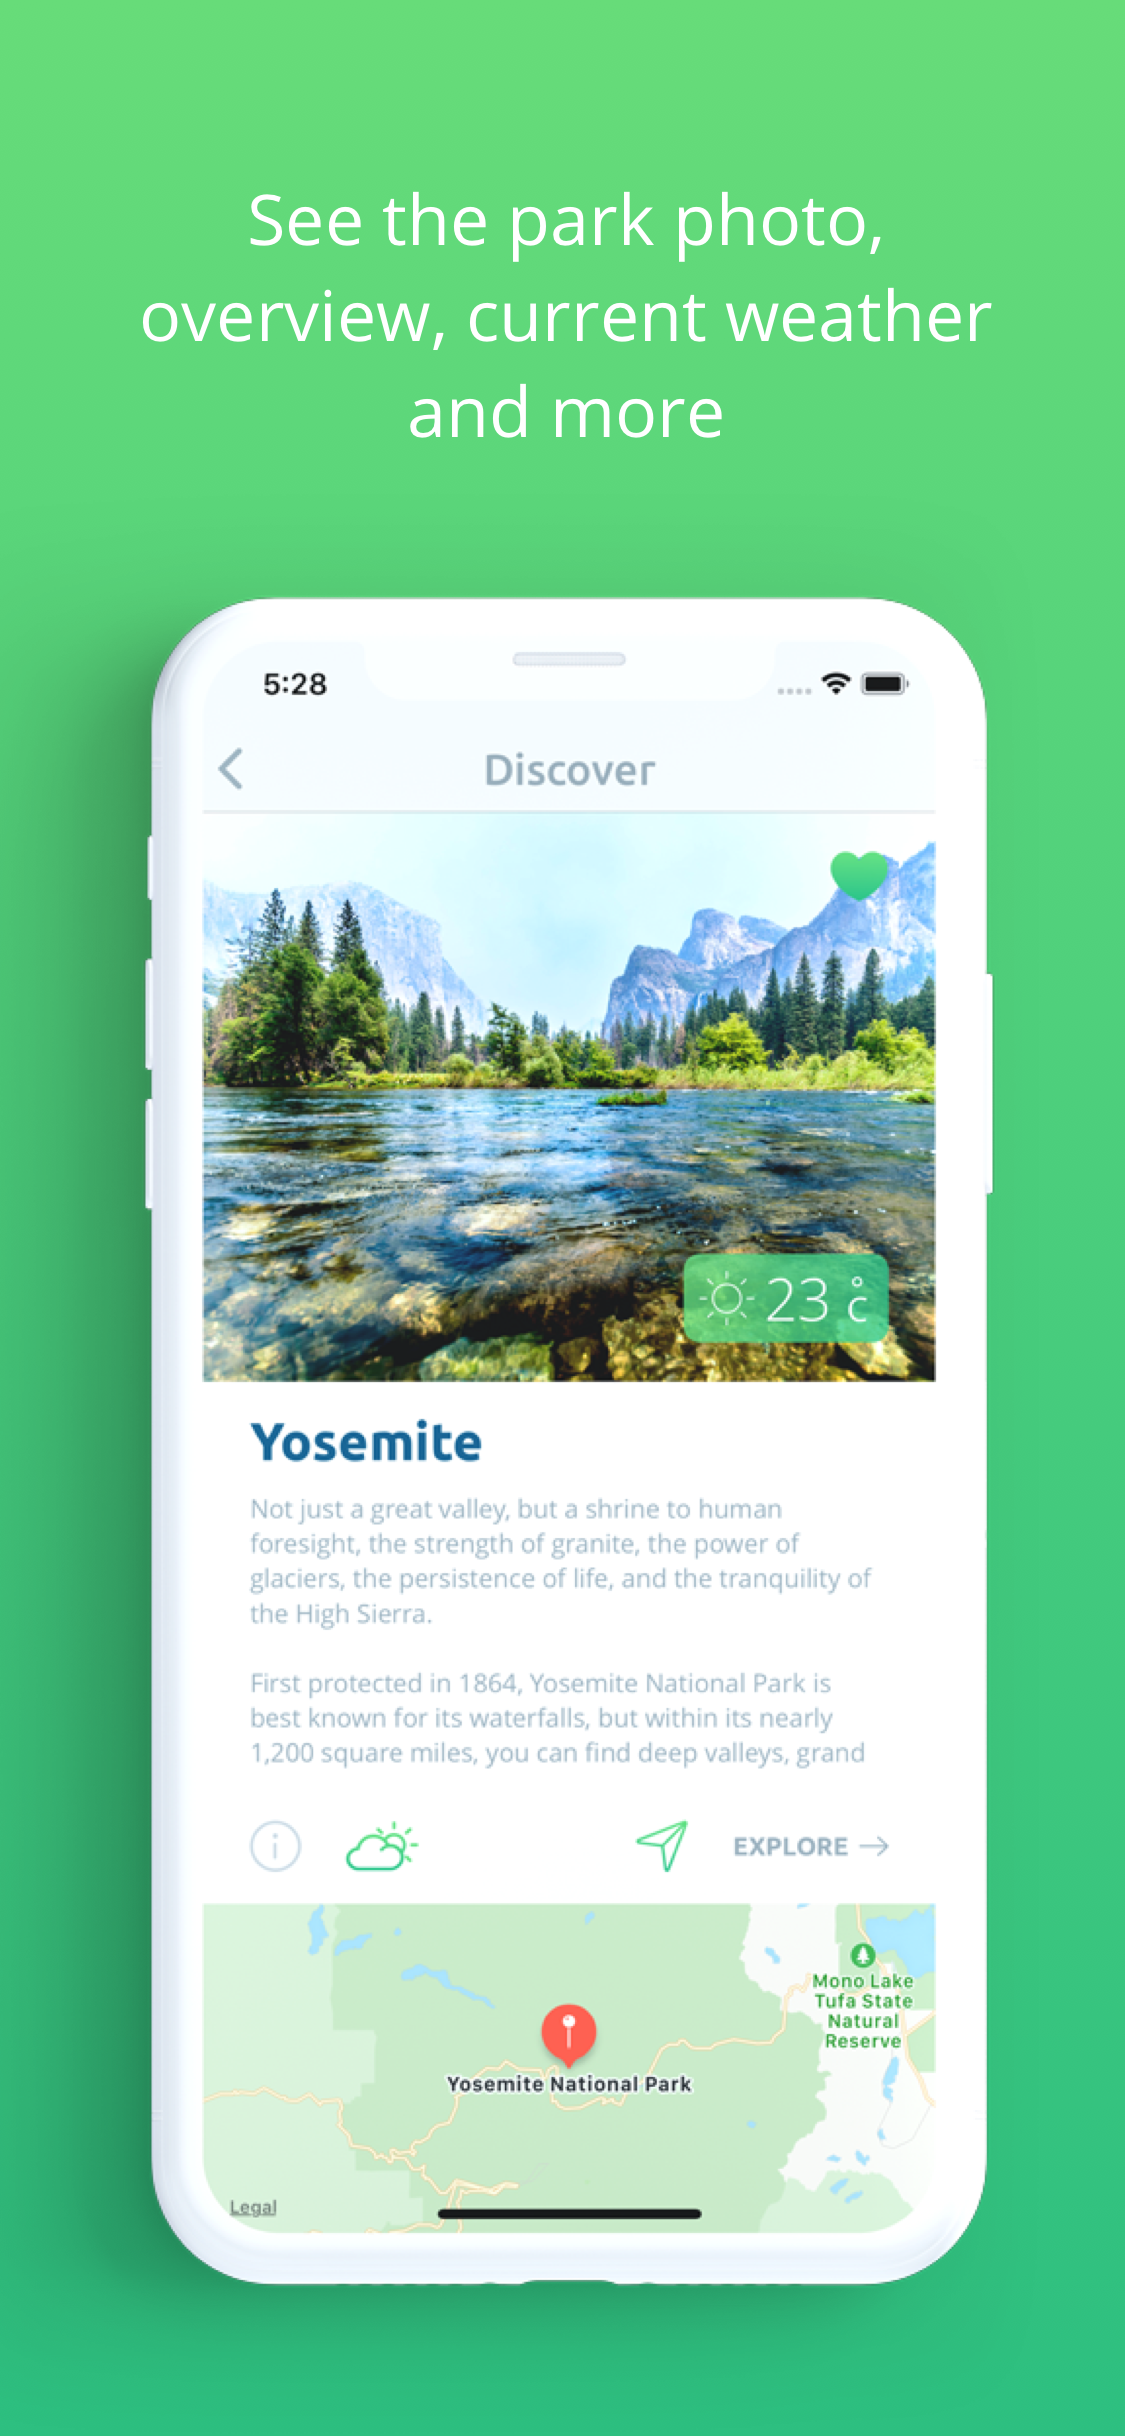 See the park photo,
overview, current weather
and more
5:28
Discover
23 °C
Yosemite
Not just a great valley, but a shrine to human
foresight, the strength of granite, the power of
glaciers, the persistence of life, and the tranquility of
the High Sierra.
First protected in 1864, Yosemite National Park is
best known for its waterfalls, but within its nearly
1,200 square miles, you can find deep valleys, grand
EXPLORE →
Mono Lake
Tufa State
Natural
Reserve
Yosemite National Park
Legal